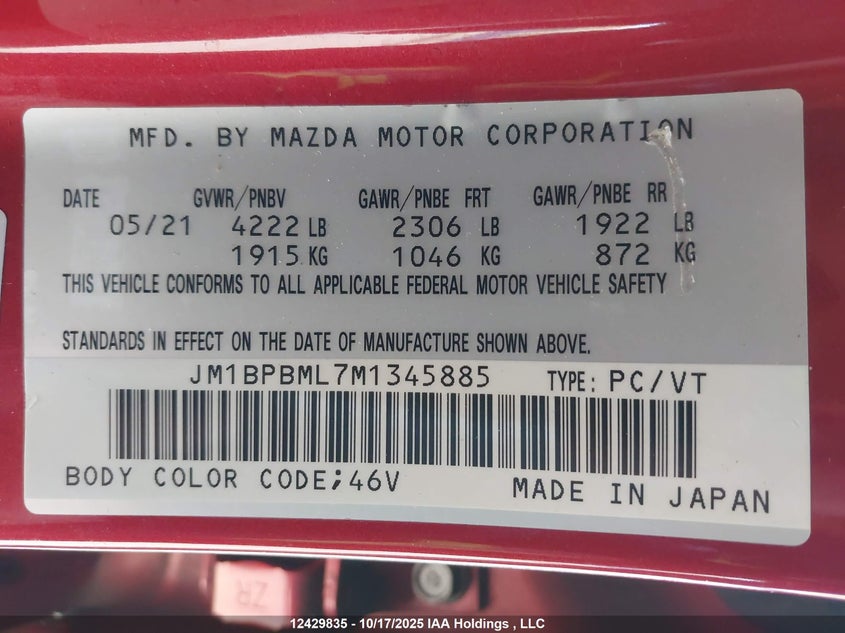 MFD. BY MAZDA MOTOR CORPORATION
DATE GVWR/PNBV GAWR/PNBE FRT GAWR/PNBE RR
05/21 4222 LB 2306 LB 1922 LB
1915 KG 1046 KG 872 KG
THIS VEHICLE CONFORMS TO ALL APPLICABLE FEDERAL MOTOR VEHICLE SAFETY
STANDARDS IN EFFECT ON THE DATE OF MANUFACTURE SHOWN ABOVE.
JM1BPBML7M1345885 TYPE: PC/VT
BODY COLOR CODE;46V
MADE IN JAPAN
ZR
12429835 - 10/17/2025 IAA Holdings , LLC